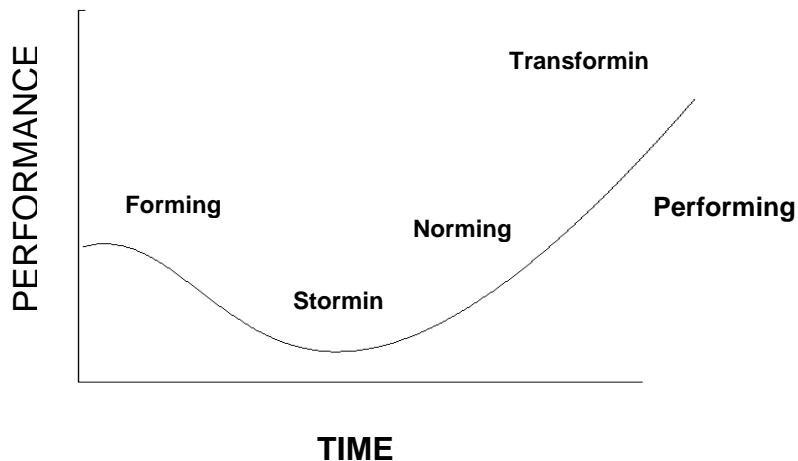 Transformin
PERFORMANCE
Forming
Performing
Norming
Stormin
TIME